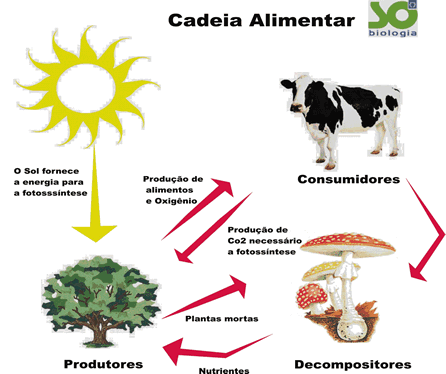 Cadeia Alimentar
SÓ
biologia
O Sol fornece
a energia para
a fotosssíntese
Produção de
alimentos
e Oxigênio
Consumidores
Produção de
Co2 necessário
a fotossíntese
Plantas mortas
Produtores
Decompositores
Nutrientes